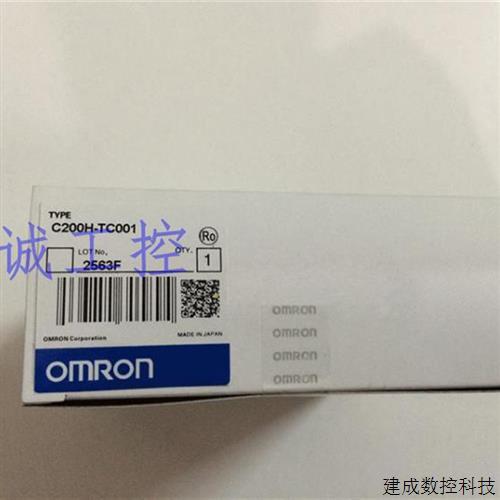 TYPE
C200H-TC001
Ro
LOT No.
QTY.
2563F
1
诚工控
OMRON Corporation
MADE IN JAPAN
OMRON
OMRON
OMRON
OMRON
OMRON
建成数控科技